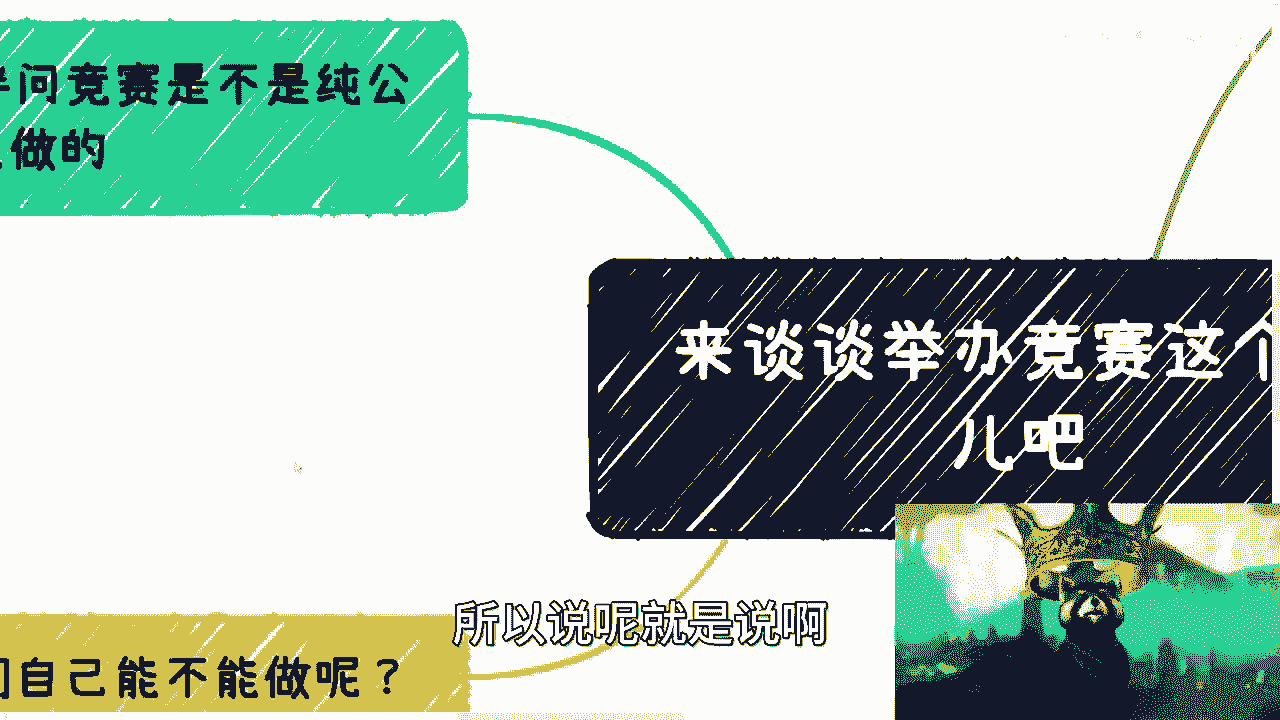 问竞赛是不是纯公
做的
来谈谈举办竞赛这个
儿吧
所以说呢就是说啊
自己能不能做呢？